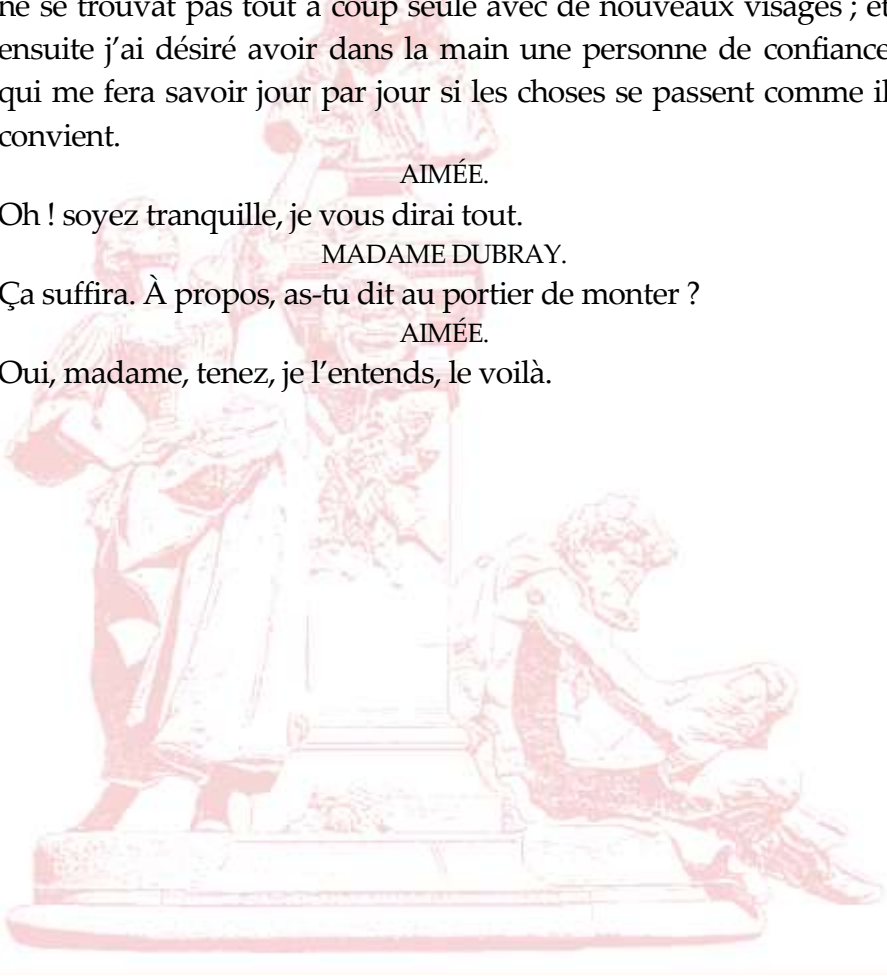 ne se trouvât pas tout à coup seule avec de nouveaux visages ; et
ensuite j’ai désiré avoir dans la main une personne de confiance
qui me fera savoir jour par jour si les choses se passent comme il
convient.
AIMÉE.
Oh ! soyez tranquille, je vous dirai tout.
MADAME DUBRAY.
Ça suffira. À propos, as-tu dit au portier de monter ?
AIMÉE.
Oui, madame, tenez, je l’entends, le voilà.